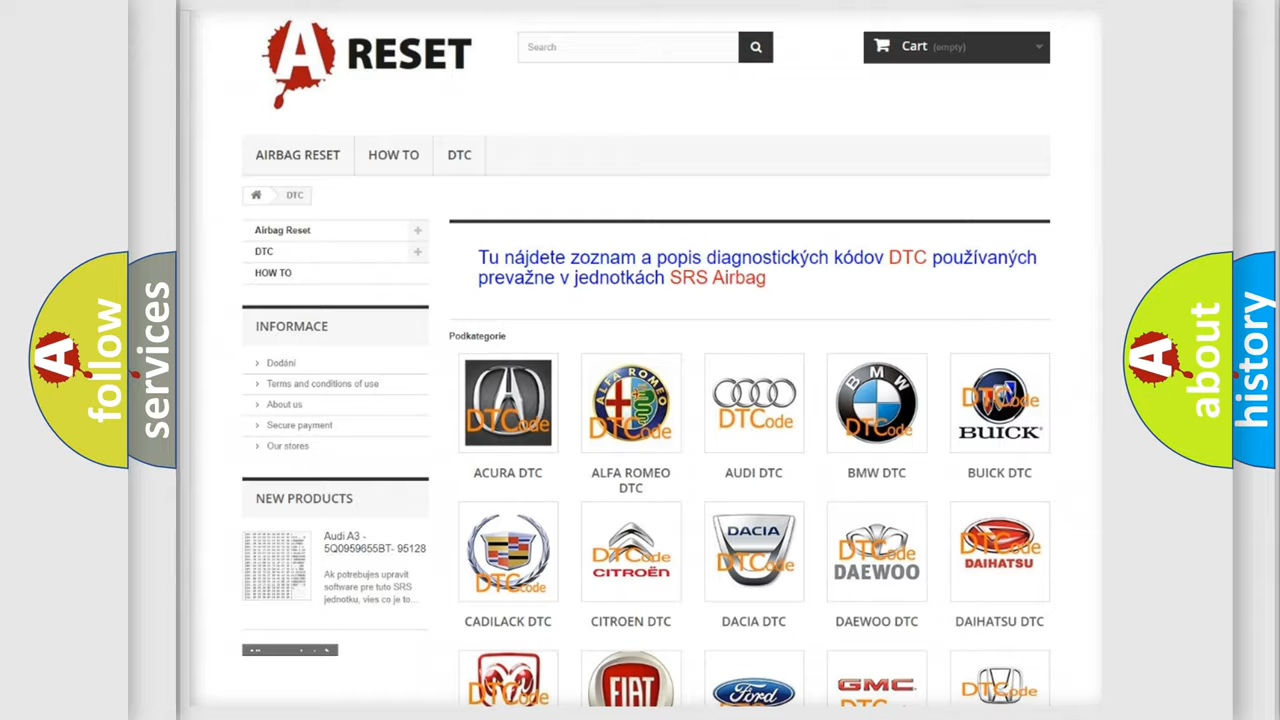 A RESET
Search
Cart (empty)
AIRBAG RESET
HOW TO
DTC
DTC
Airbag Reset
DTC
HOW TO
Tu nájdete zoznam a popis diagnostických kódov DTC používaných
prevažne v jednotkách SRS Airbag
INFORMACE
Dodání
Terms and conditions of use
About us
Secure payment
Our stores
NEW PRODUCTS
Audi A3 -
5Q0959655BT- 95128
Ak potrebujes upravit
software pre tuto SRS
jednotku, vies co je to...
Podkategorie
DTCode
ALFA ROMEO
DTCode
DTCode
BMW
DTCode
DTCode
BUICK
ACURA DTC
ALFA ROMEO
DTC
AUDI DTC
BMW DTC
BUICK DTC
DTCode
DTCode
CITROËN
DACIA
DTCode
DTCode
DAEWOO
DTCode
DAIHATSU
CADILACK DTC
CITROEN DTC
DACIA DTC
DAEWOO DTC
DAIHATSU DTC
DTCode
FIAT
Ford
GMC
DTCode
A follow
services
A about
history